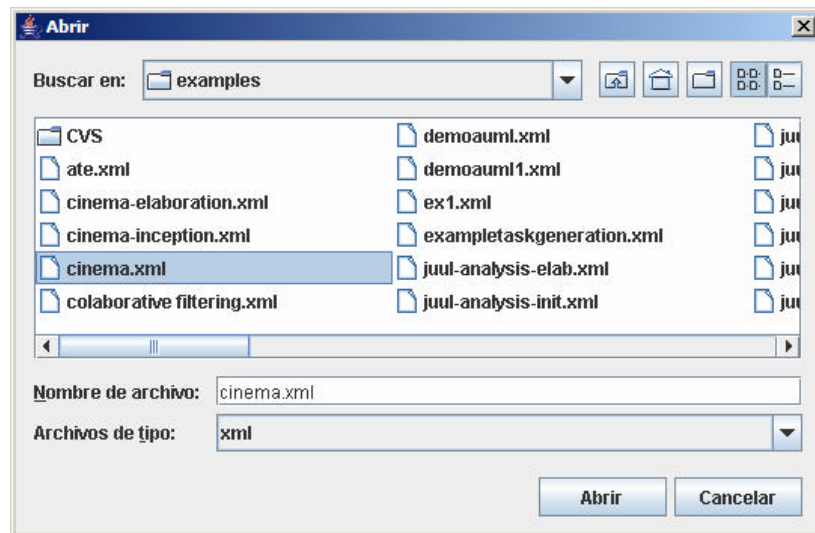 Abrir
Buscar en: examples
CVS
ate.xml
cinema-elaboration.xml
cinema-inception.xml
cinema.xml
colaborative filtering.xml
demoauml.xml
demoauml1.xml
ex1.xml
exampletaskgeneration.xml
juul-analysis-elab.xml
juul-analysis-init.xml
Nombre de archivo: cinema.xml
Archivos de tipo: xml
Abrir Cancelar